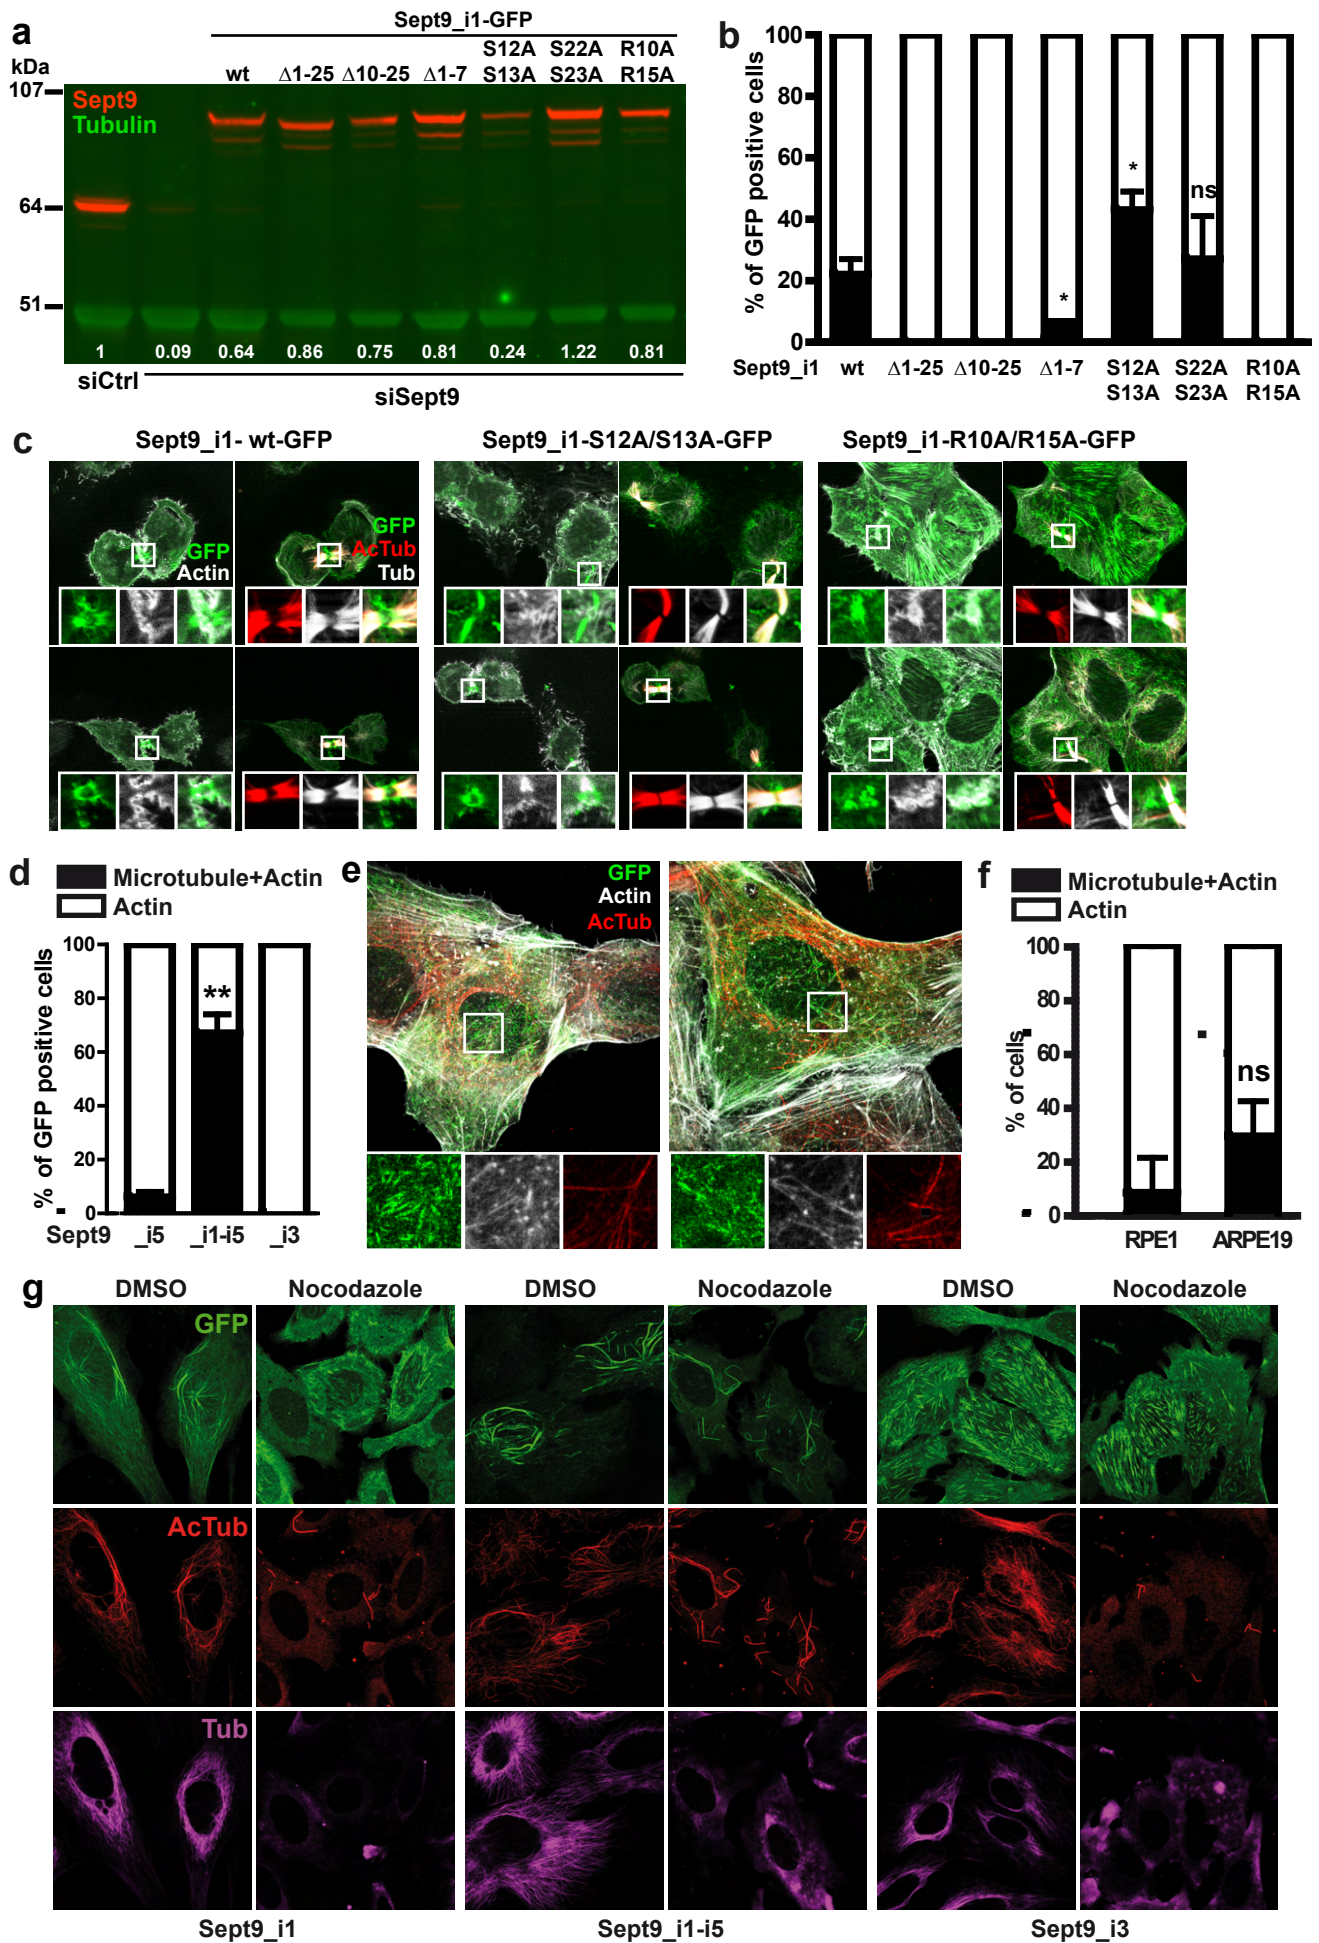 a
Sept9_i1-GFP
S12A S22A R10A
kDa
wt Δ1-25 Δ10-25 Δ1-7 S13A S23A R15A
107
Sept9
Tubulin
64
51
1 0.09 0.64 0.86 0.75 0.81 0.24 1.22 0.81
siCtrl
siSept9
b
% of GFP positive cells
100
80
60
40
20
0
*
*
ns
Sept9_i1 wt Δ1-25 Δ10-25 Δ1-7 S12A S22A R10A
S13A S23A R15A
c
Sept9_i1- wt-GFP
Sept9_i1-S12A/S13A-GFP
Sept9_i1-R10A/R15A-GFP
GFP
Actin
GFP
AcTub
Tub
d
Microtubule+Actin
Actin
% of GFP positive cells
100
80
60
40
20
0
**
Sept9 _i5 _i1-i5 _i3
e
GFP
Actin
AcTub
f
Microtubule+Actin
Actin
% of cells
100
80
60
40
20
0
ns
RPE1 ARPE19
g
DMSO Nocodazole DMSO Nocodazole DMSO Nocodazole
GFP
AcTub
Tub
Sept9_i1 Sept9_i1-i5 Sept9_i3